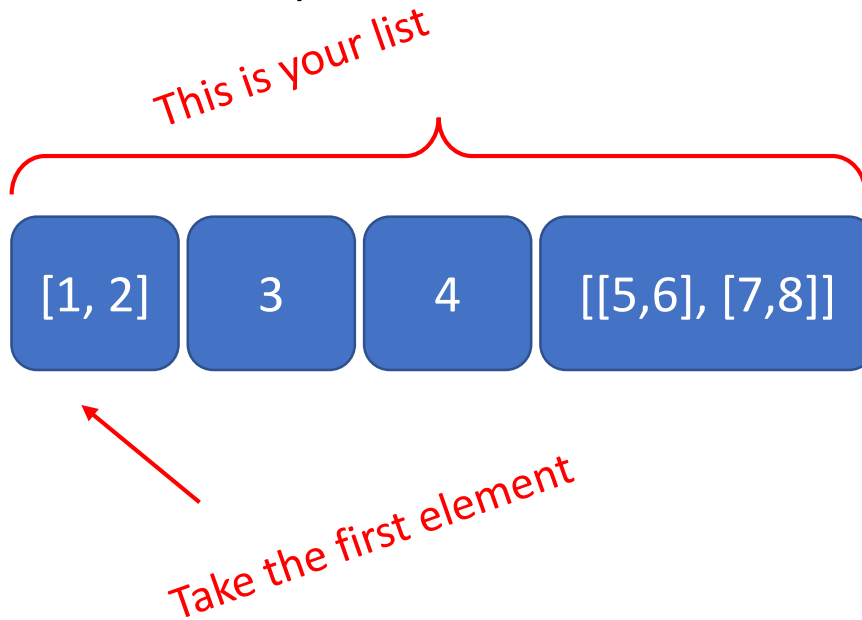 This is your list
[1, 2] 3 4 [[5,6], [7,8]]
Take the first element